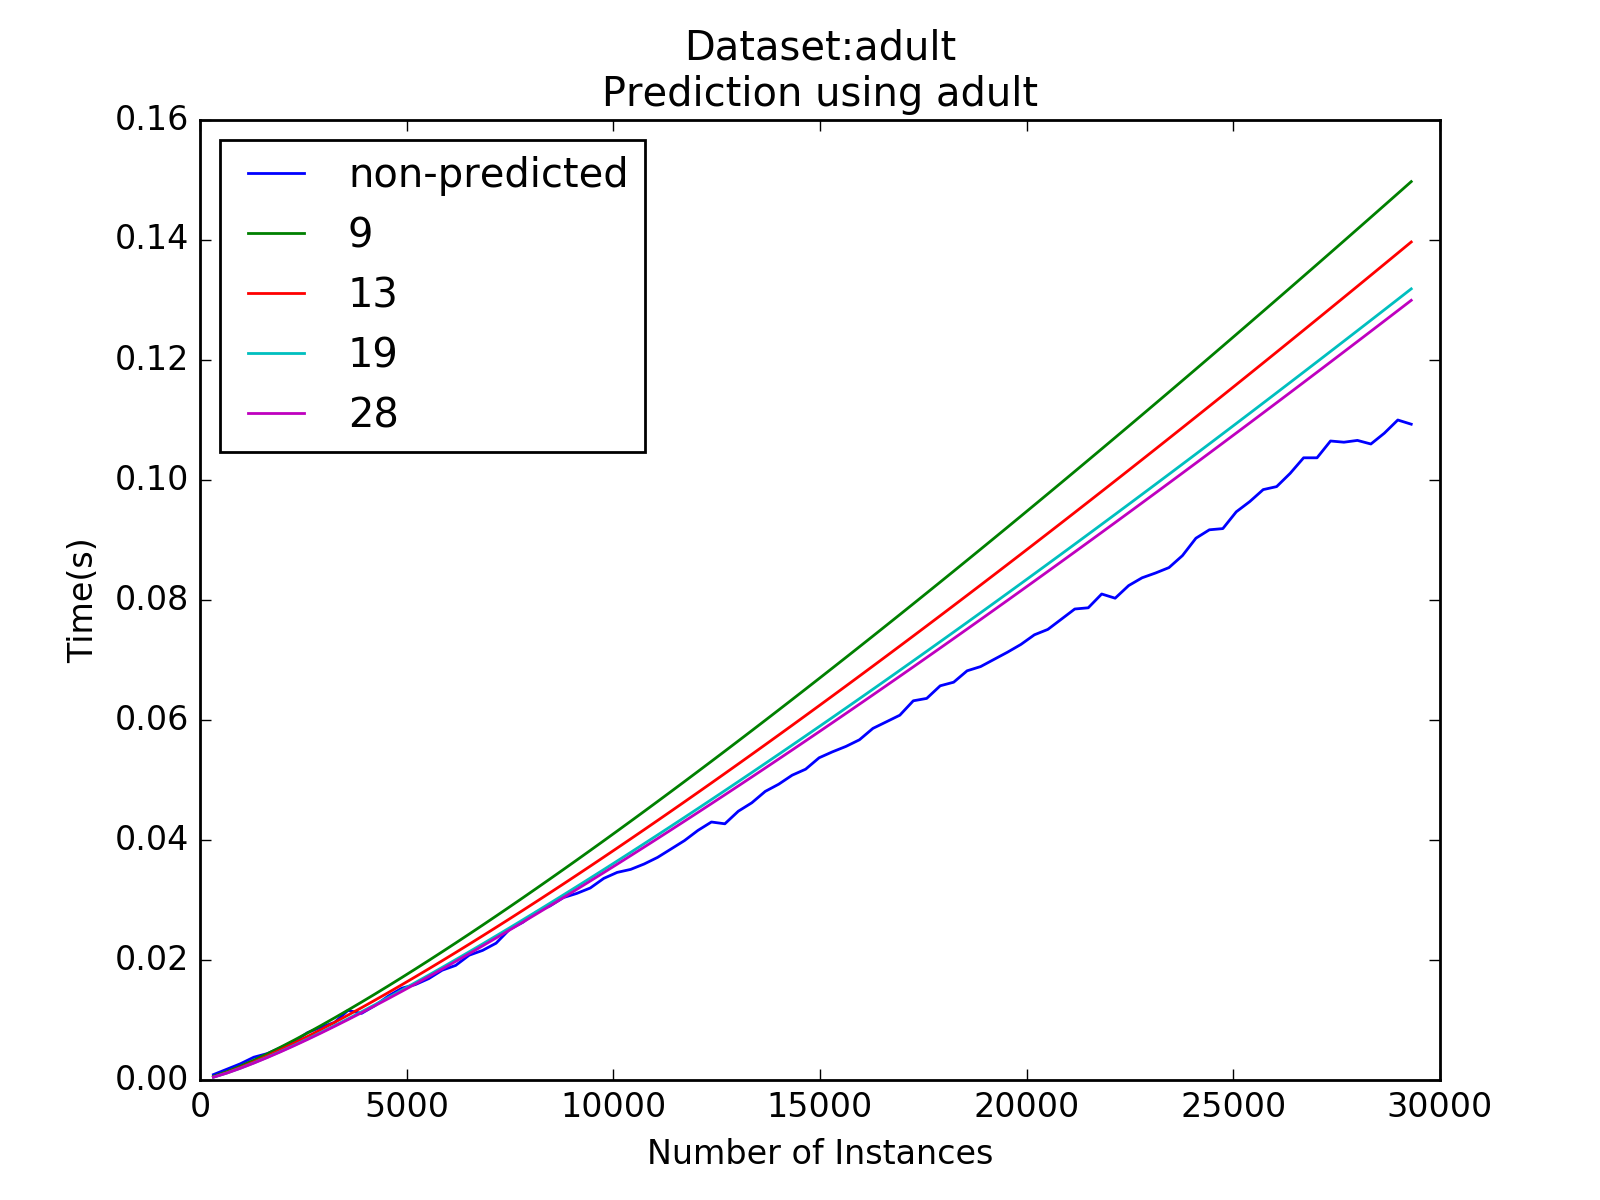 Dataset:adult
Prediction using adult
0.16
0.14
0.12
0.10
0.08
0.06
0.04
0.02
0.00
non-predicted
9
13
19
28
Time(s)
0 5000 10000 15000 20000 25000 30000
Number of Instances